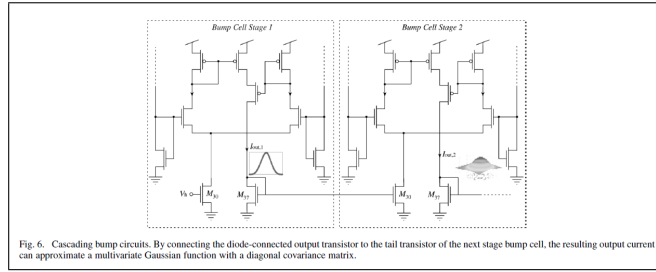 Bump Cell Stage 1
Bump Cell Stage 2
Iout,1
Iout,2
Vb
M30
M37
M30
M37
Fig. 6. Cascading bump circuits. By connecting the diode-connected output transistor to the tail transistor of the next stage bump cell, the resulting output current
can approximate a multivariate Gaussian function with a diagonal covariance matrix.